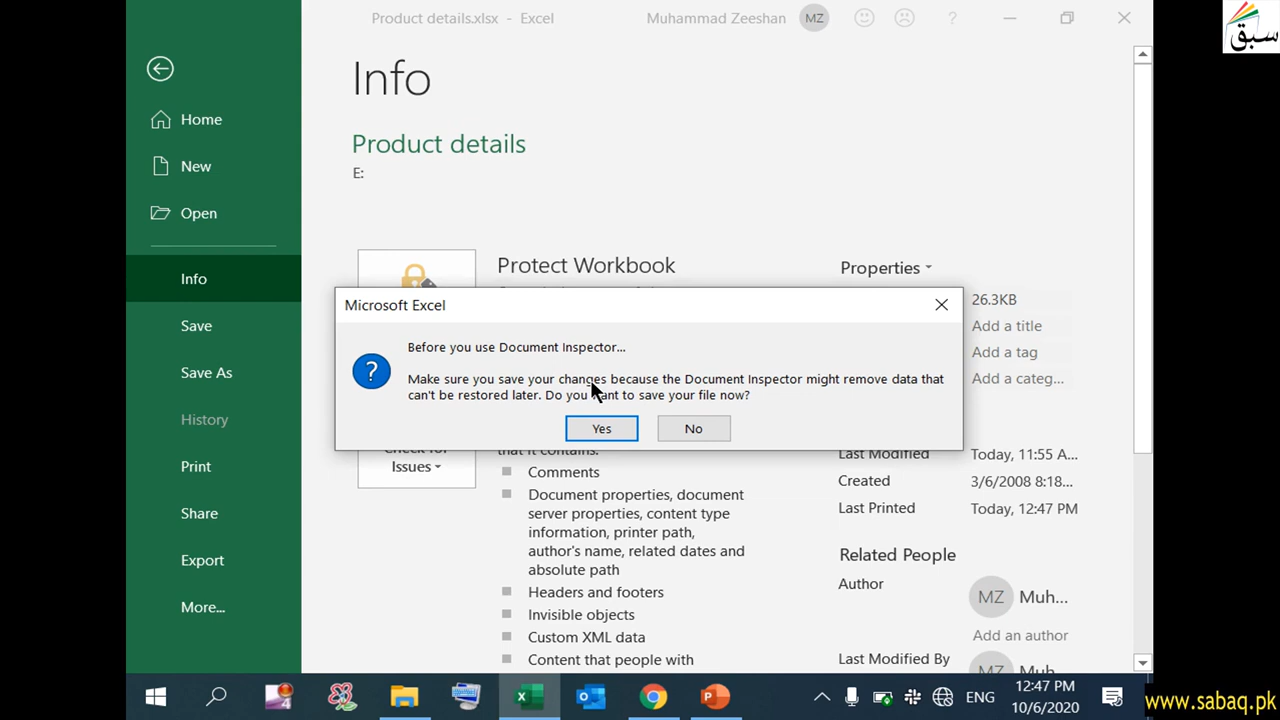 Product details.xlsx - Excel
Muhammad Zeeshan
MZ
?
سبق
Info
Home
New
Open
Info
Save
Save As
History
Print
Share
Export
More...
Product details
E:
Protect Workbook
Properties
26.3KB
Add a title
Add a tag
Add a categ...
Microsoft Excel
?
Before you use Document Inspector...
Make sure you save your changes because the Document Inspector might remove data that
can't be restored later. Do you want to save your file now?
Yes
No
Issues
that it contains:
Comments
Document properties, document
server properties, content type
information, printer path,
author's name, related dates and
absolute path
Headers and footers
Invisible objects
Custom XML data
Content that people with
Last Modified
Today, 11:55 A...
Created
3/6/2008 8:18...
Last Printed
Today, 12:47 PM
Related People
Author
MZ
Muh...
Add an author
Last Modified By
MZ
Muh...
ENG
12:47 PM
10/6/2020
www.sabaq.pk